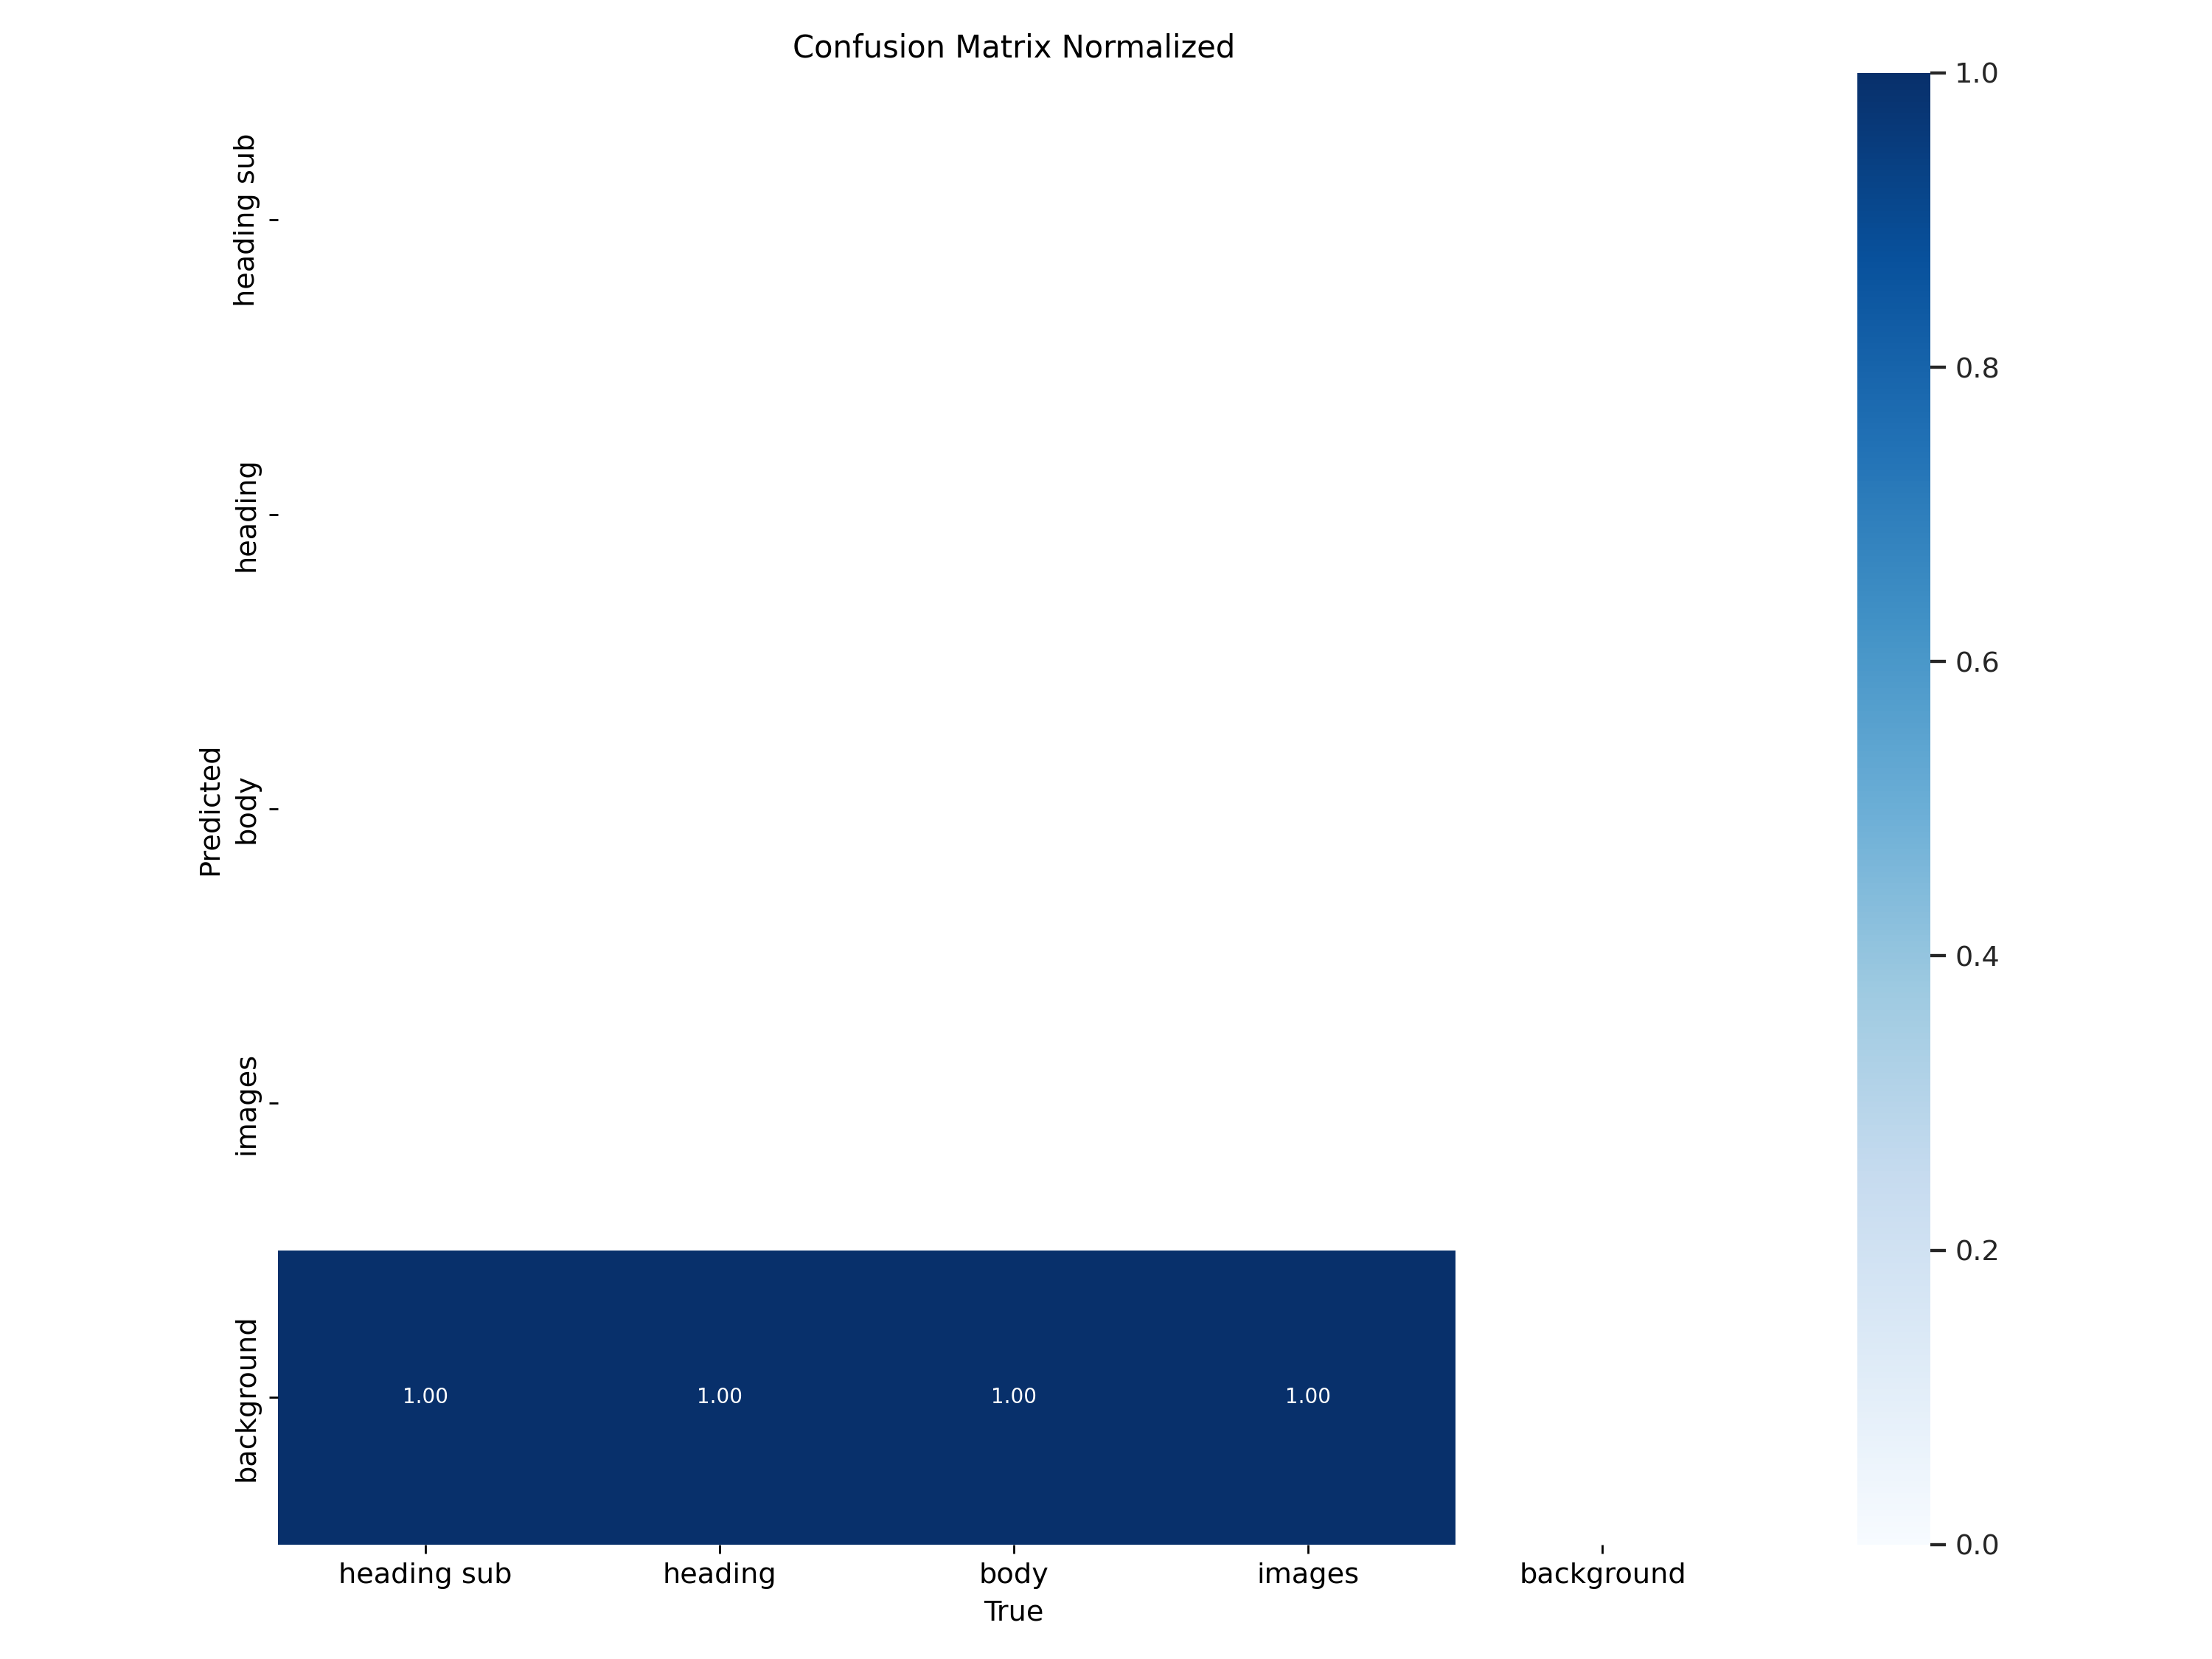 Confusion Matrix Normalized
Predicted
heading sub
heading
body
images
background
1.00 1.00 1.00 1.00
heading sub heading body images background
True
1.0
0.8
0.6
0.4
0.2
0.0